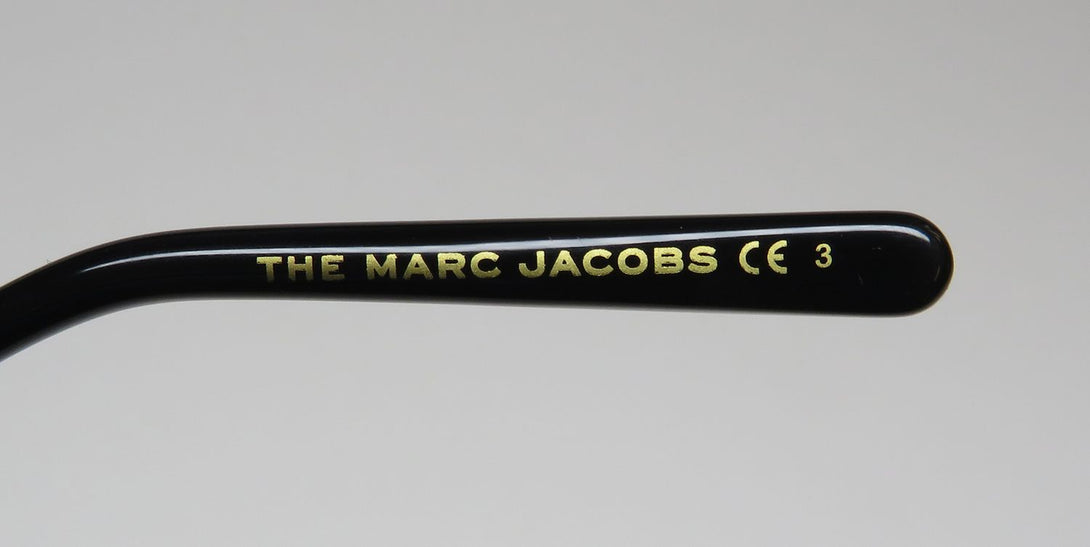 THE MARC JACOBS CE 3